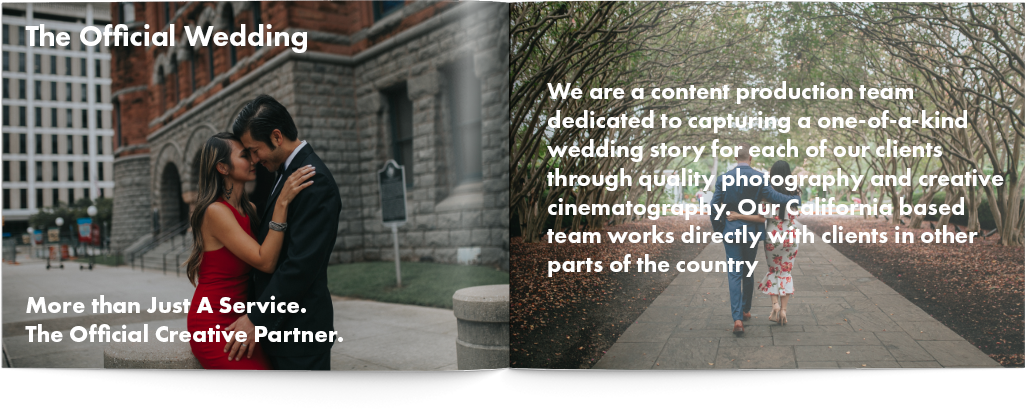 The Official Wedding
More than Just A Service.
The Official Creative Partner.
We are a content production team
dedicated to capturing a one-of-a-kind
wedding story for each of our clients
through quality photography and creative
cinematography. Our California based
team works directly with clients in other
parts of the country